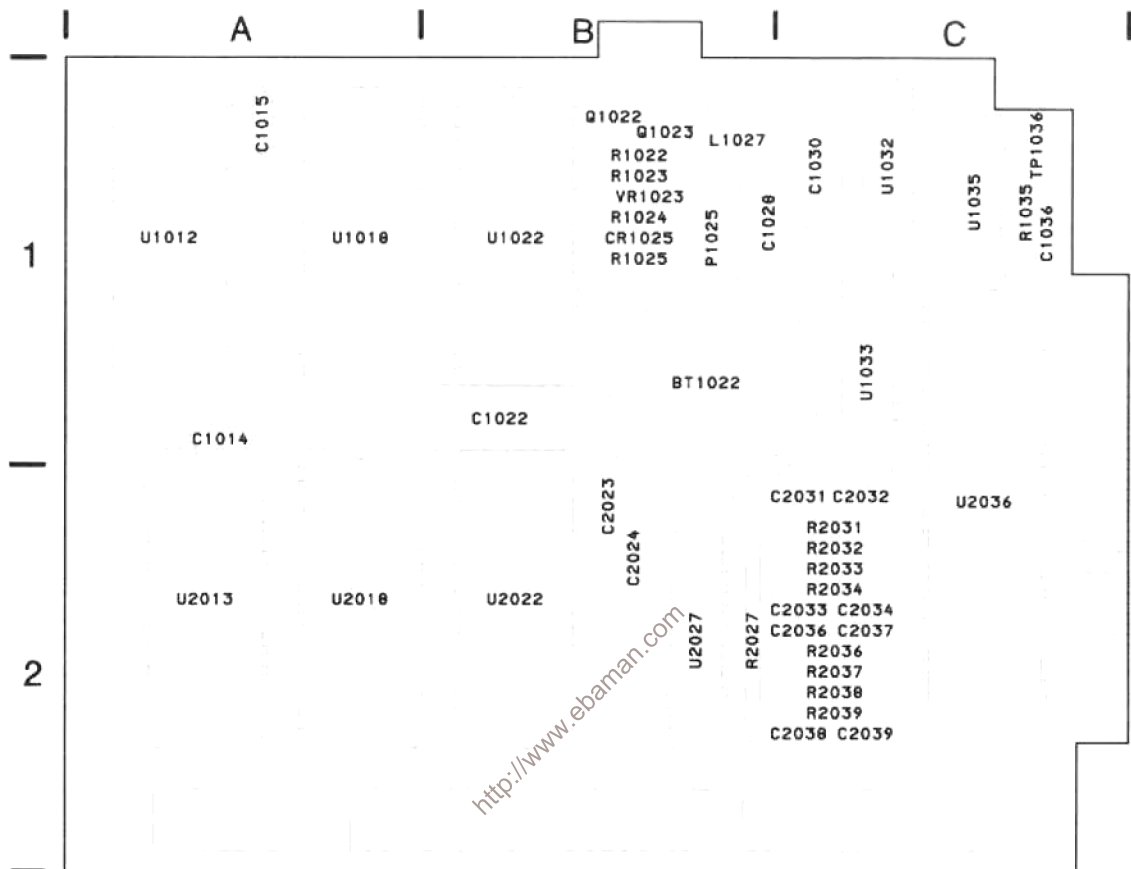 A B C
C1015
Q1022
Q1023
L1027
R1022
R1023
VR1023
R1024
CR1025
R1025
P1025
C1028
C1030
U1032
U1035
R1035
TP1036
C1036
1
U1012 U1018 U1022
BT1022
U1033
C1022
C1014
C2023
C2024
C2031 C2032
U2036
R2031
R2032
R2033
R2034
C2033 C2034
C2036 C2037
R2036
R2037
R2038
R2039
C2038 C2039
U2013 U2018 U2022
U2027
R2027
2
http://www.ebaman.com